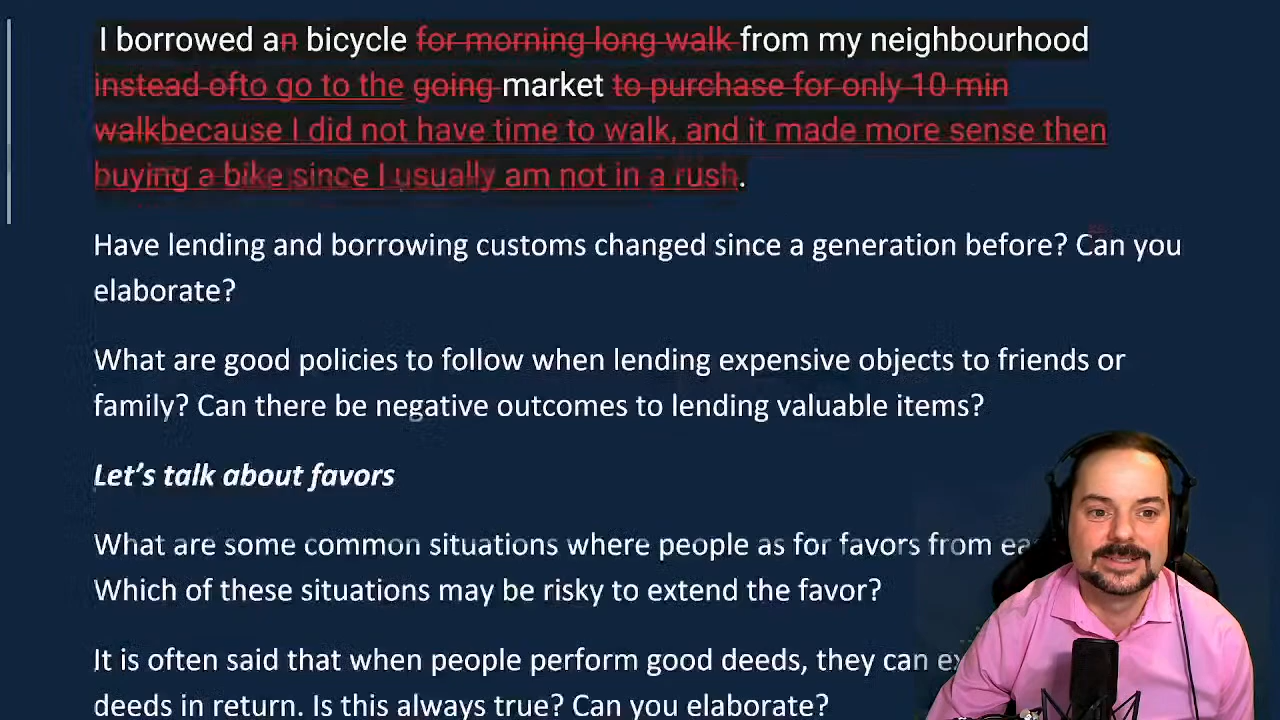 I borrowed an bicycle for morning long walk from my neighbourhood
instead ofto go to the going market to purchase for only 10 min
walkbecause I did not have time to walk, and it made more sense then
buying a bike since I usually am not in a rush.
Have lending and borrowing customs changed since a generation before? Can you
elaborate?
What are good policies to follow when lending expensive objects to friends or
family? Can there be negative outcomes to lending valuable items?
Let's talk about favors
What are some common situations where people as for favors from
Which of these situations may be risky to extend the favor?
It is often said that when people perform good deeds, they can
deeds in return. Is this always true? Can you elaborate?